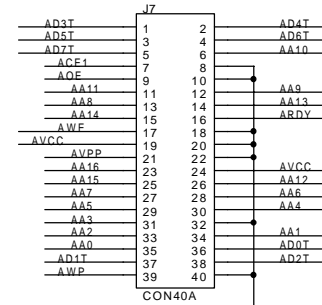 J7
AD3T 1 2 AD4T
AD5T 3 4 AD6T
AD7T 5 6 AA10
ACE1 7 8
AOE 9 10
AA11 11 12 AA9
AA8 13 14 AA13
AA14 15 16 ARDY
AWE 17 18
AVCC 19 20
AVPP 21 22
AA16 23 24 AVCC
AA15 25 26 AA12
AA7 27 28 AA6
AA5 29 30 AA4
AA3 31 32
AA2 33 34 AA1
AA0 35 36 AD0T
AD1T 37 38 AD2T
AWP 39 40
CON40A